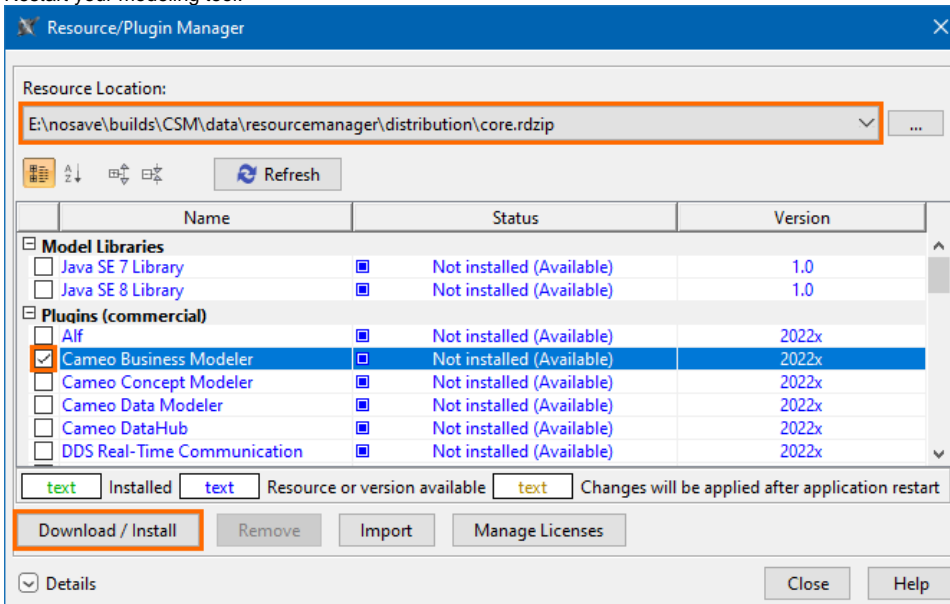 Restart your modeling tool.
Resource/Plugin Manager
Resource Location:
E:\nosave\builds\CSM\data\resourcemanager\distribution\core.rdzip ...
Refresh
Name Status Version
Model Libraries
Java SE 7 Library Not installed (Available) 1.0
Java SE 8 Library Not installed (Available) 1.0
Plugins (commercial)
Alf Not installed (Available) 2022x
Cameo Business Modeler Not installed (Available) 2022x
Cameo Concept Modeler Not installed (Available) 2022x
Cameo Data Modeler Not installed (Available) 2022x
Cameo DataHub Not installed (Available) 2022x
DDS Real-Time Communication Not installed (Available) 2022x
text Installed text Resource or version available text Changes will be applied after application restart
Download / Install Remove Import Manage Licenses
Details Close Help